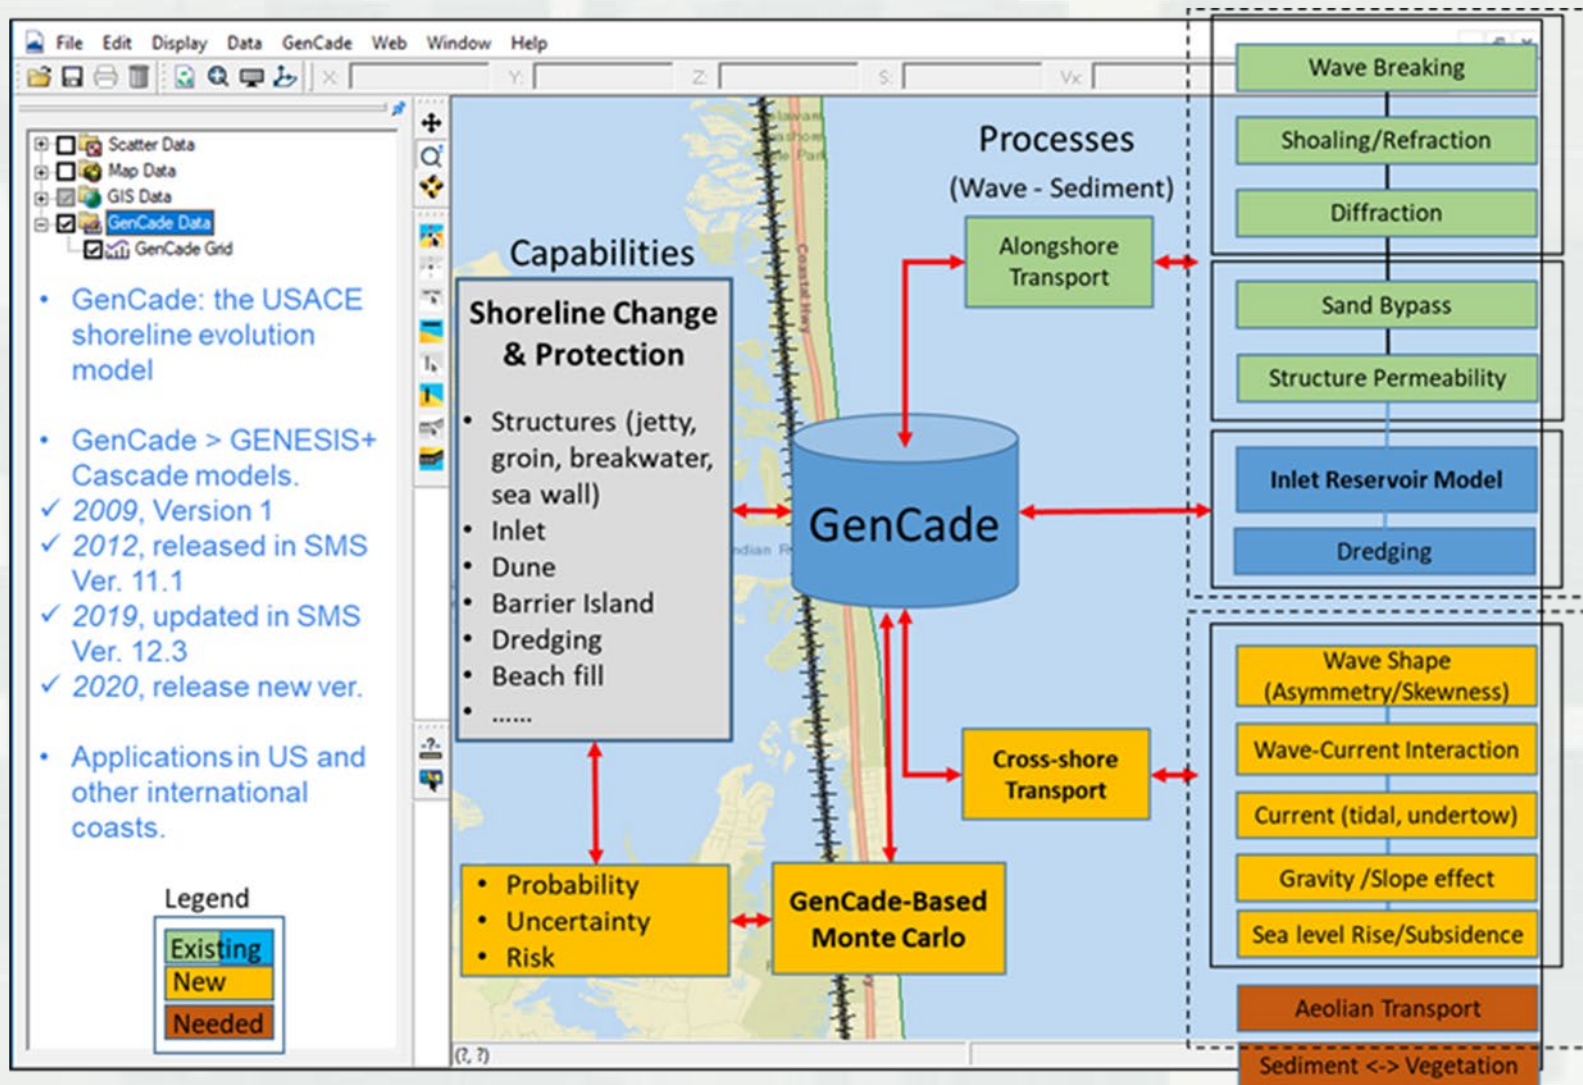 File Edit Display Data GenCade Web Window Help
X: Y: Z: S: Vx:
Scatter Data
Map Data
GIS Data
GenCade Data
GenCade Grid
• GenCade: the USACE
shoreline evolution
model
• GenCade > GENESIS+
Cascade models.
✓ 2009, Version 1
✓ 2012, released in SMS
Ver. 11.1
✓ 2019, updated in SMS
Ver. 12.3
✓ 2020, release new ver.
• Applications in US and
other international
coasts.
Legend
Existing
New
Needed
Capabilities
Shoreline Change
& Protection
• Structures (jetty,
groin, breakwater,
sea wall)
• Inlet
• Dune
• Barrier Island
• Dredging
• Beach fill
• ......
• Probability
• Uncertainty
• Risk
GenCade-Based
Monte Carlo
GenCade
Coastal Hwy
Processes
(Wave - Sediment)
Alongshore
Transport
Cross-shore
Transport
Wave Breaking
Shoaling/Refraction
Diffraction
Sand Bypass
Structure Permeability
Inlet Reservoir Model
Dredging
Wave Shape
(Asymmetry/Skewness)
Wave-Current Interaction
Current (tidal, undertow)
Gravity /Slope effect
Sea level Rise/Subsidence
Aeolian Transport
Sediment <-> Vegetation
(?, ?)